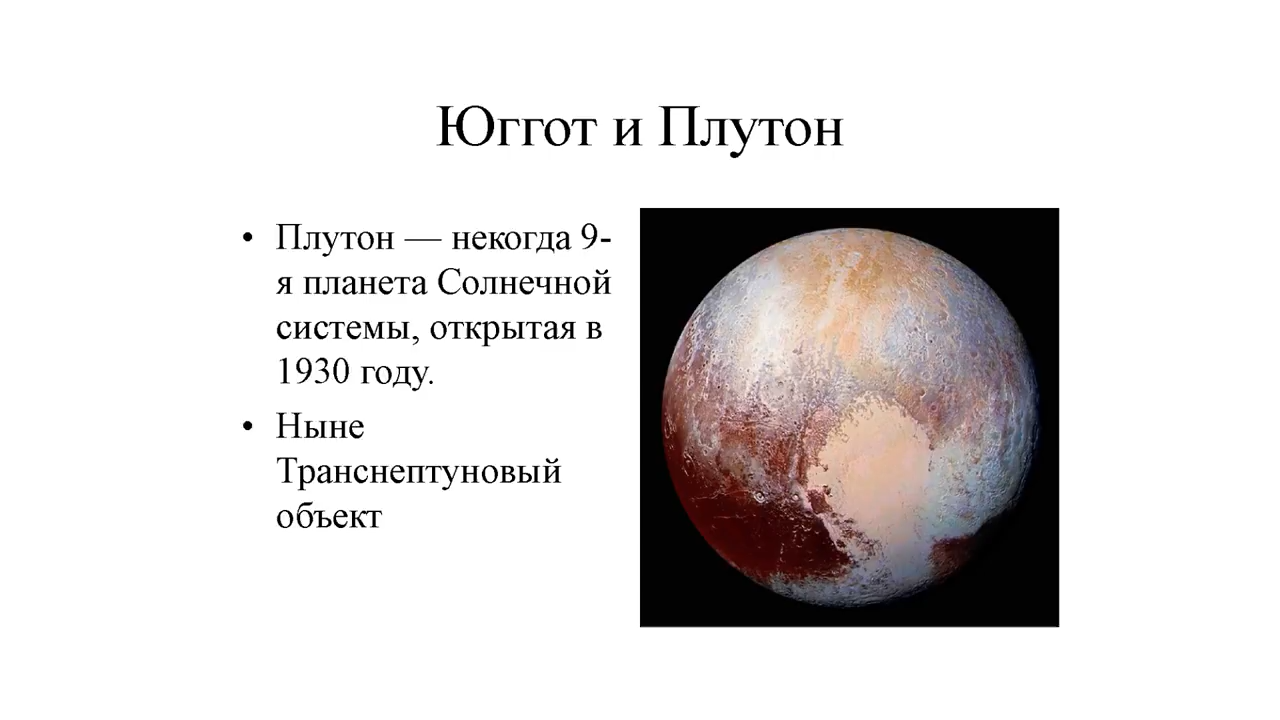 Юггот и Плутон
• Плутон — некогда 9-
я планета Солнечной
системы, открытая в
1930 году.
• Ныне
Транснептуновый
объект